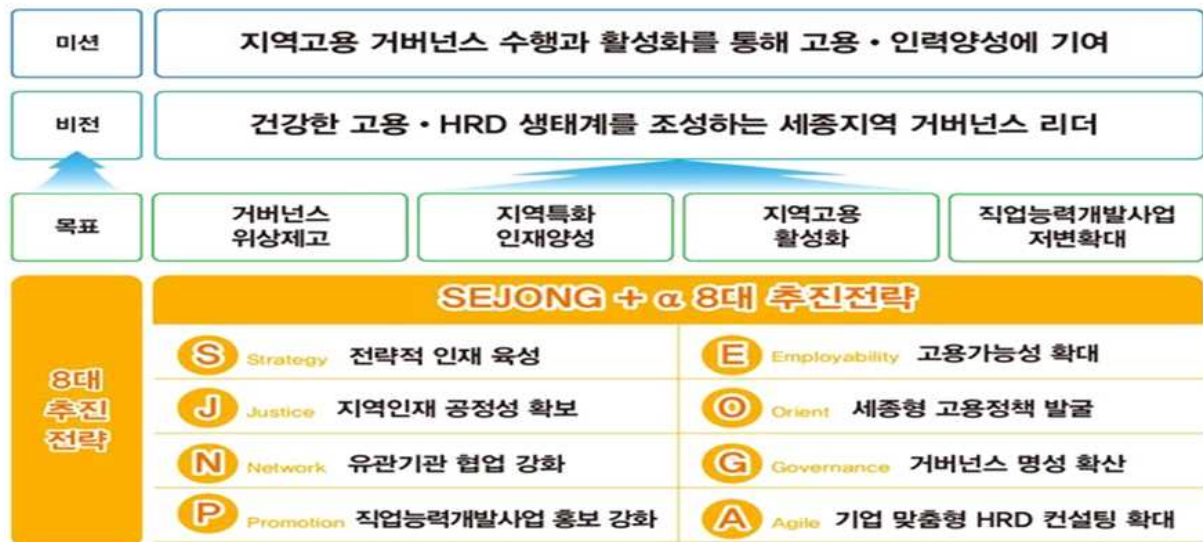 미션
지역고용 거버넌스 수행과 활성화를 통해 고용・인력양성에 기여
비전
건강한 고용・HRD 생태계를 조성하는 세종지역 거버넌스 리더
목표
거버넌스
위상제고
지역특화
인재양성
지역고용
활성화
직업능력개발사업
저변확대
8대
추진
전략
SEJONG + α 8대 추진전략
S Strategy 전략적 인재 육성
E Employability 고용가능성 확대
J Justice 지역인재 공정성 확보
O Orient 세종형 고용정책 발굴
N Network 유관기관 협업 강화
G Governance 거버넌스 명성 확산
P Promotion 직업능력개발사업 홍보 강화
A Agile 기업 맞춤형 HRD 컨설팅 확대